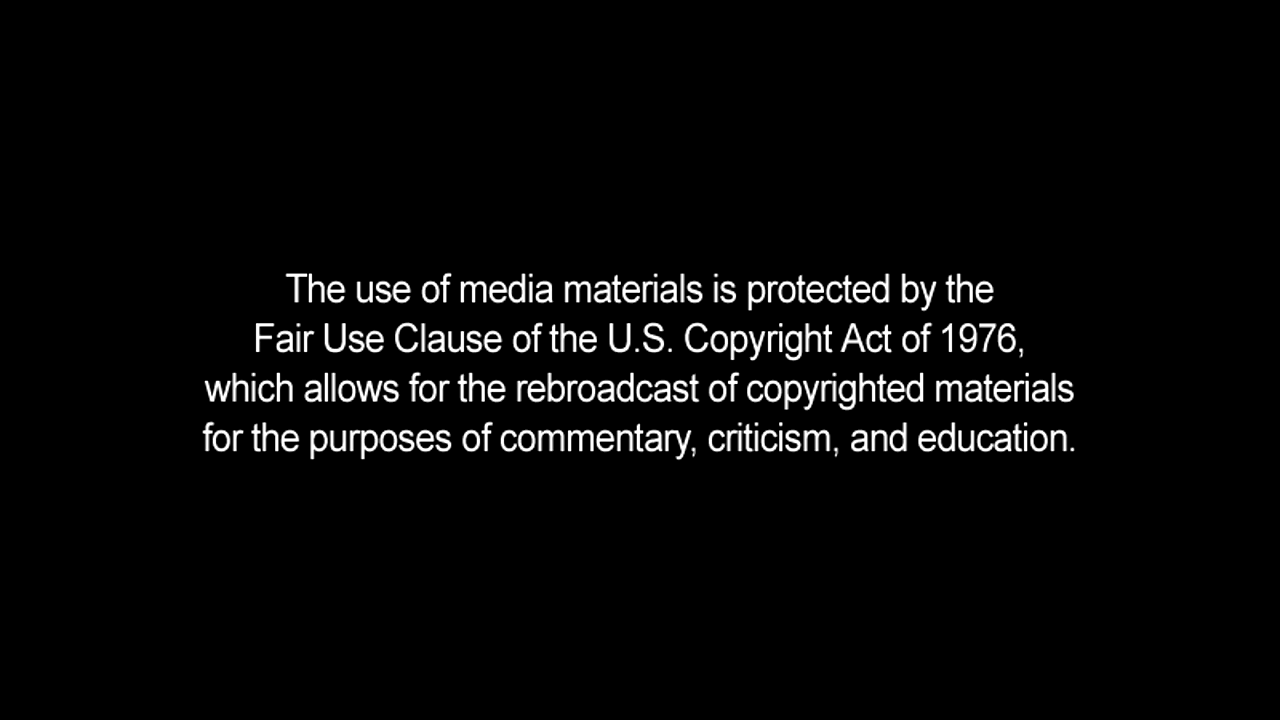 The use of media materials is protected by the
Fair Use Clause of the U.S. Copyright Act of 1976,
which allows for the rebroadcast of copyrighted materials
for the purposes of commentary, criticism, and education.